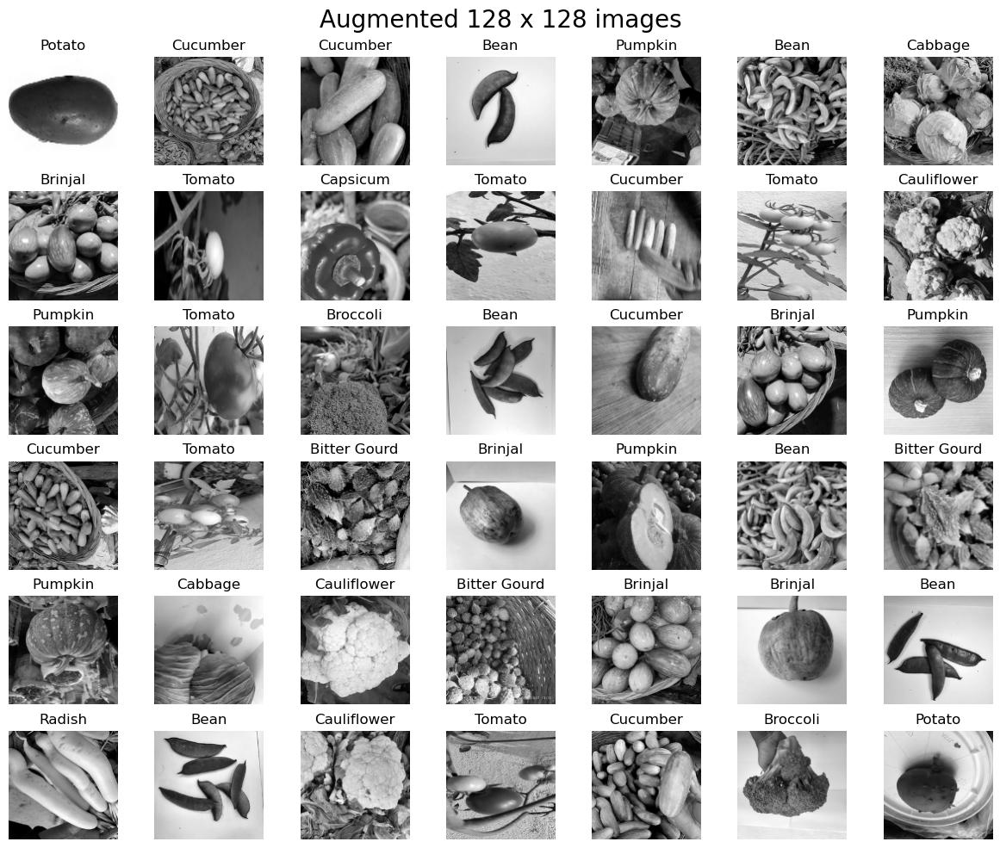 Augmented 128 x 128 images
Potato Cucumber Cucumber Bean Pumpkin Bean Cabbage
Brinjal Tomato Capsicum Tomato Cucumber Tomato Cauliflower
Pumpkin Tomato Broccoli Bean Cucumber Brinjal Pumpkin
Cucumber Tomato Bitter Gourd Brinjal Pumpkin Bean Bitter Gourd
Pumpkin Cabbage Cauliflower Bitter Gourd Brinjal Brinjal Bean
Radish Bean Cauliflower Tomato Cucumber Broccoli Potato